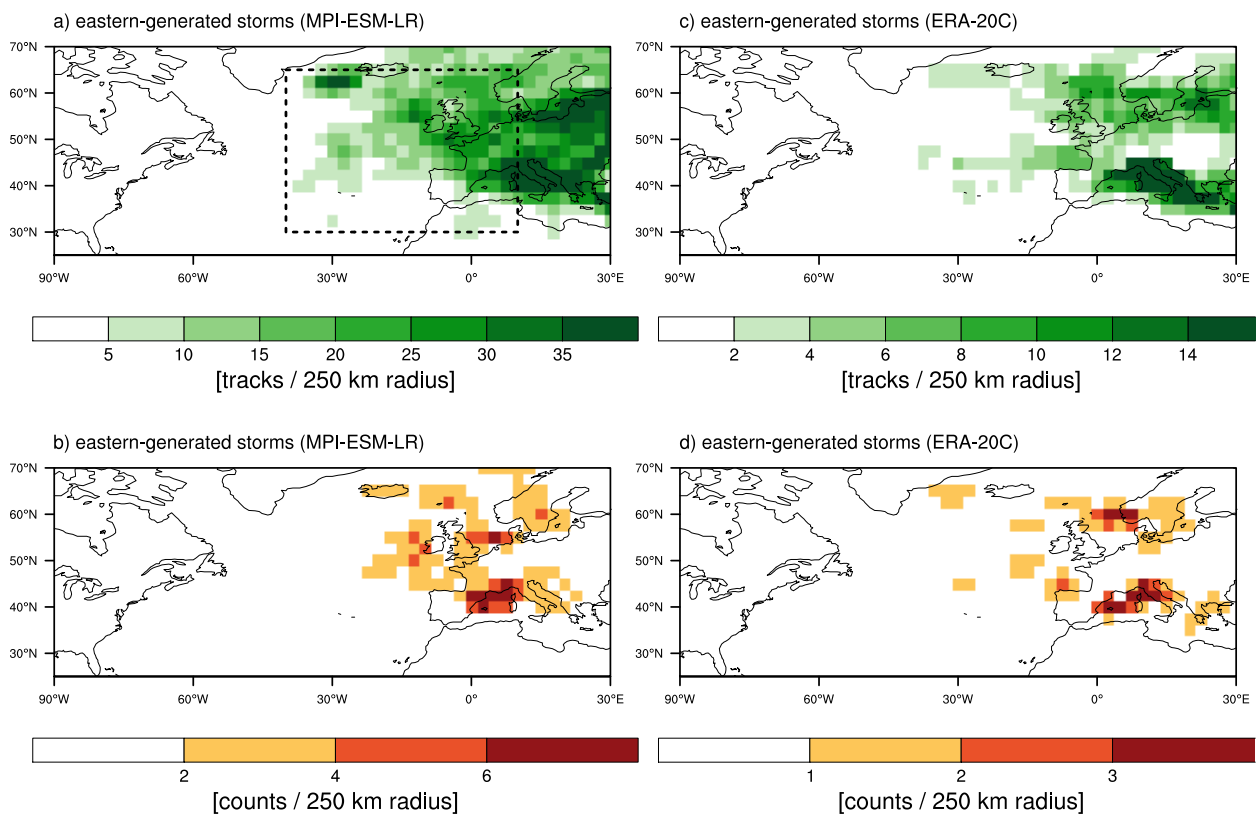 a) eastern-generated storms (MPI-ESM-LR)
70°N
60°N
50°N
40°N
30°N
90°W 60°W 30°W 0° 30°E
5 10 15 20 25 30 35
[tracks / 250 km radius]
c) eastern-generated storms (ERA-20C)
70°N
60°N
50°N
40°N
30°N
90°W 60°W 30°W 0° 30°E
2 4 6 8 10 12 14
[tracks / 250 km radius]
b) eastern-generated storms (MPI-ESM-LR)
70°N
60°N
50°N
40°N
30°N
90°W 60°W 30°W 0° 30°E
2 4 6
[counts / 250 km radius]
d) eastern-generated storms (ERA-20C)
70°N
60°N
50°N
40°N
30°N
90°W 60°W 30°W 0° 30°E
1 2 3
[counts / 250 km radius]